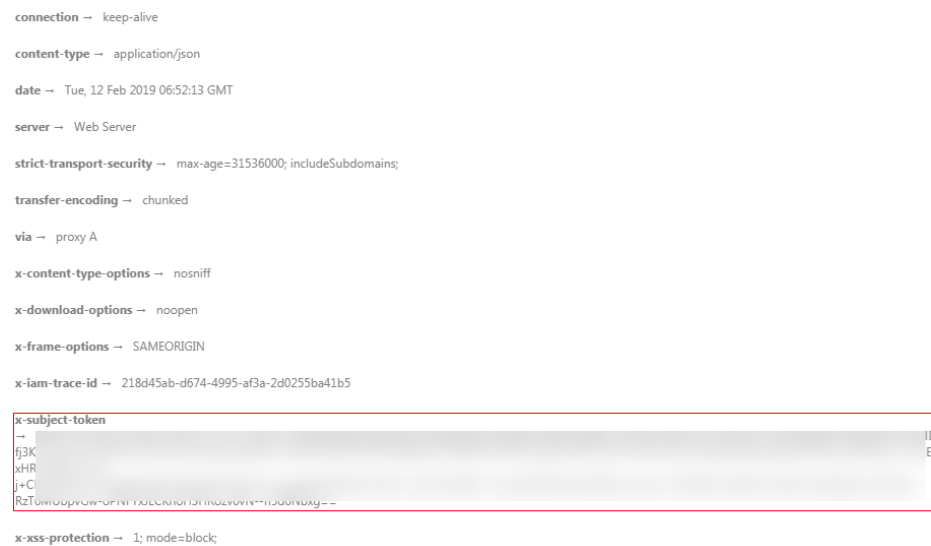 connection → keep-alive
content-type → application/json
date → Tue, 12 Feb 2019 06:52:13 GMT
server → Web Server
strict-transport-security → max-age=31536000; includeSubdomains;
transfer-encoding → chunked
via → proxy A
x-content-type-options → nosniff
x-download-options → noopen
x-frame-options → SAMEORIGIN
x-iam-trace-id → 218d45ab-d674-4995-af3a-2d0255ba41b5
x-subject-token
→
fj3K
xHR
j+C
x-xss-protection → 1; mode=block;